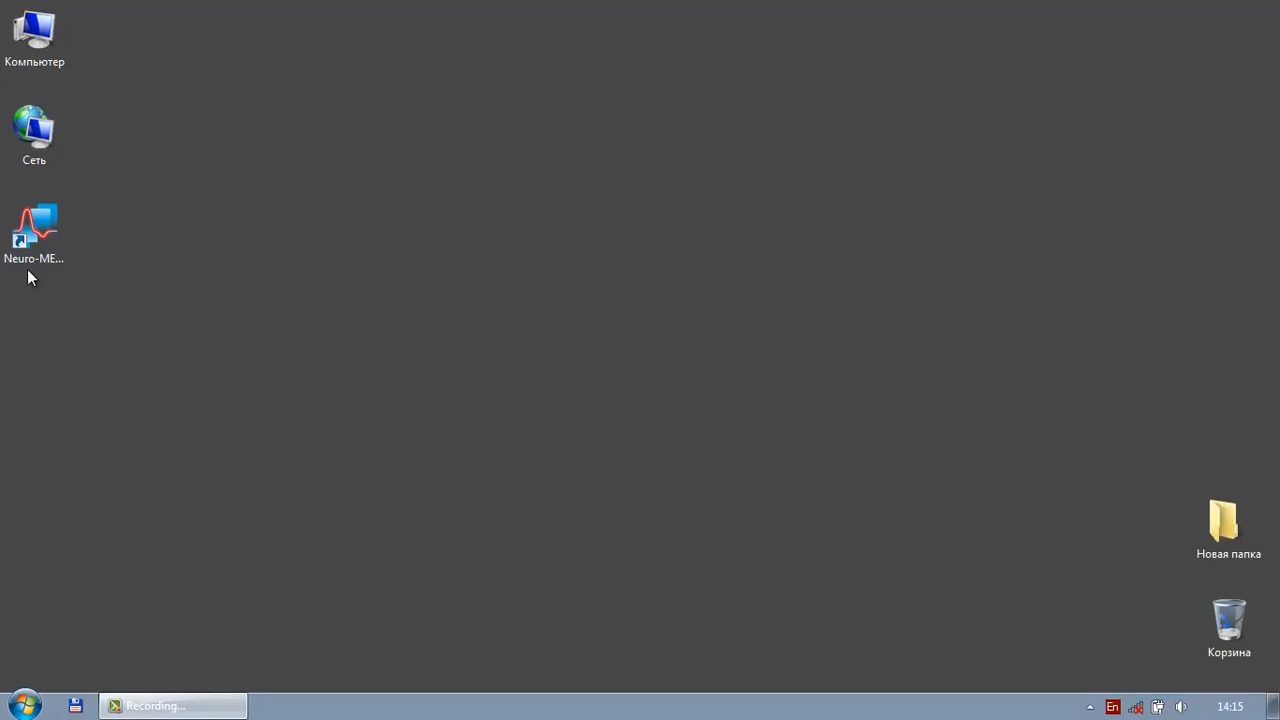 Компьютер
Сеть
Neuro-ME...
Новая папка
Корзина
Recording...
En
14:15